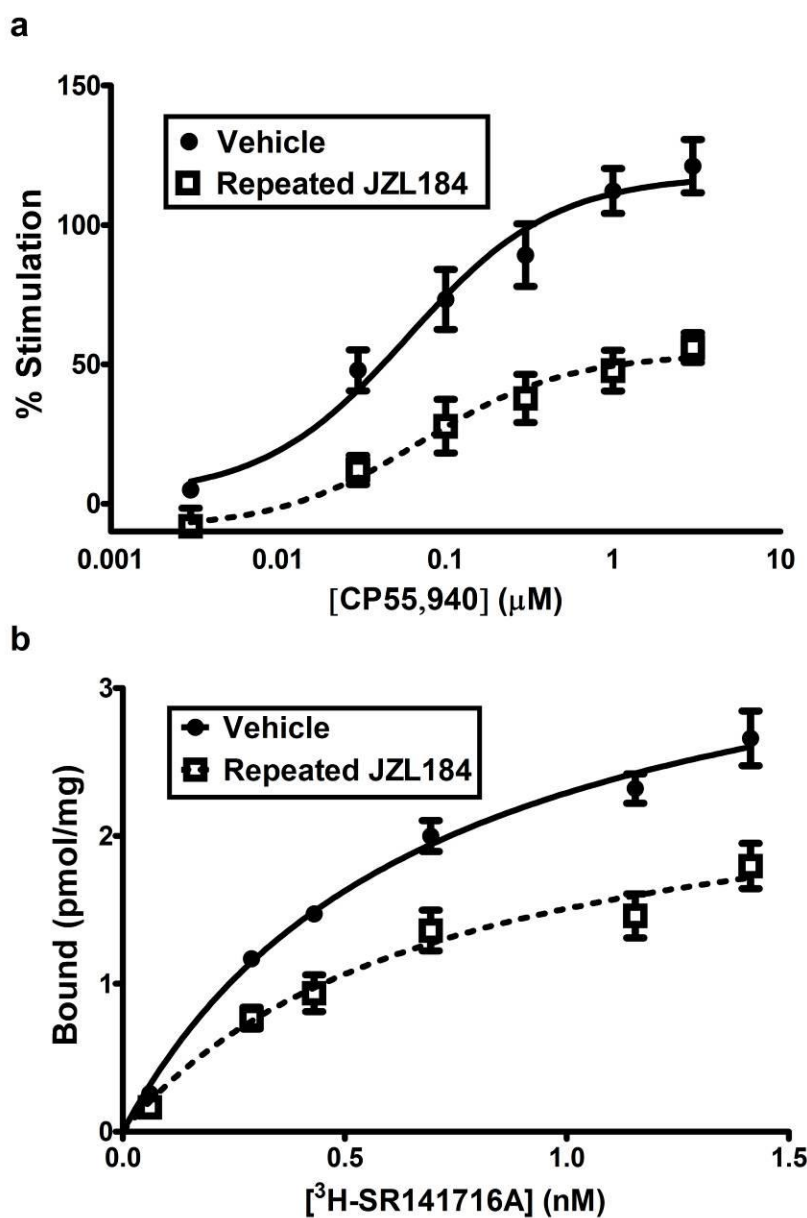 a
150
100
50
0
% Stimulation
Vehicle
Repeated JZL184
0.001 0.01 0.1 1 10
[CP55,940] (μM)
b
3
2
1
0
Bound (pmol/mg)
Vehicle
Repeated JZL184
0.0 0.5 1.0 1.5
[³H-SR141716A] (nM)